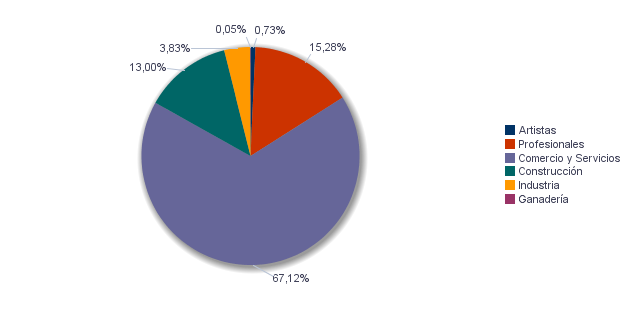 0,05%
0,73%
3,83%
15,28%
13,00%
67,12%
Artistas
Profesionales
Comercio y Servicios
Construcción
Industria
Ganadería